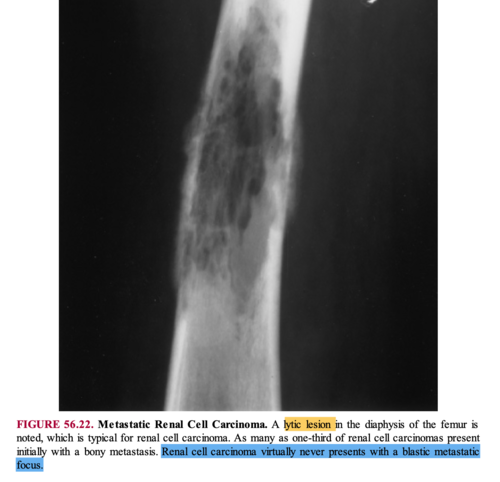 FIGURE 56.22. Metastatic Renal Cell Carcinoma. A lytic lesion in the diaphysis of the femur is
noted, which is typical for renal cell carcinoma. As many as one-third of renal cell carcinomas present
initially with a bony metastasis. Renal cell carcinoma virtually never presents with a blastic metastatic
focus.